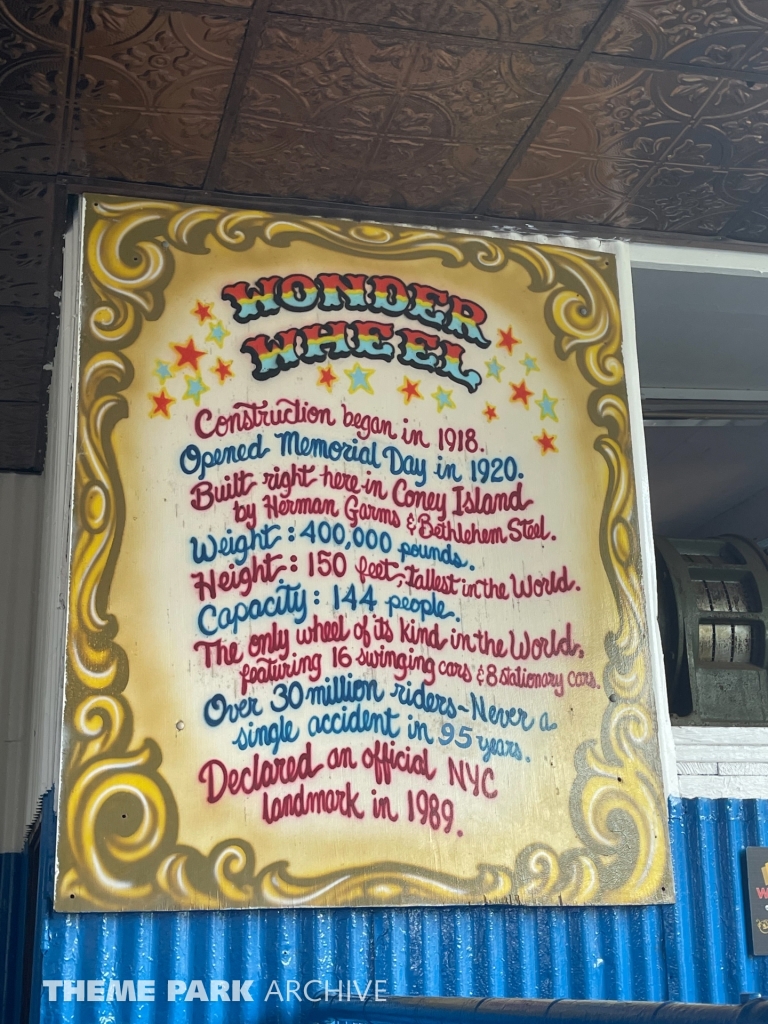 WONDER
WHEEL
Construction began in 1918.
Opened Memorial Day in 1920.
Built right here in Coney Island
by Herman Garms & Bethlehem Steel.
Weight: 400,000 pounds.
Height: 150 feet, tallest in the World.
Capacity: 144 people.
The only wheel of its kind in the World,
featuring 16 swinging cars & 8 stationary cars.
Over 30 million riders~Never a
single accident in 95 years.
Declared an official NYC
landmark in 1989.
THEME PARK ARCHIVE